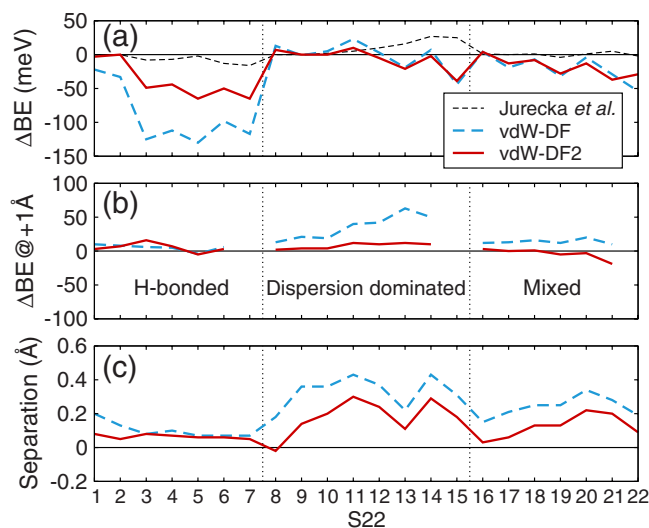 (a)
ΔBE (meV)
50
0
-50
-100
-150
Jurecka et al.
vdW-DF
vdW-DF2
(b)
ΔBE@+1Å
100
50
0
-50
-100
H-bonded
Dispersion dominated
Mixed
(c)
Separation (Å)
0.6
0.4
0.2
0
-0.2
1 2 3 4 5 6 7 8 9 10 11 12 13 14 15 16 17 18 19 20 21 22
S22